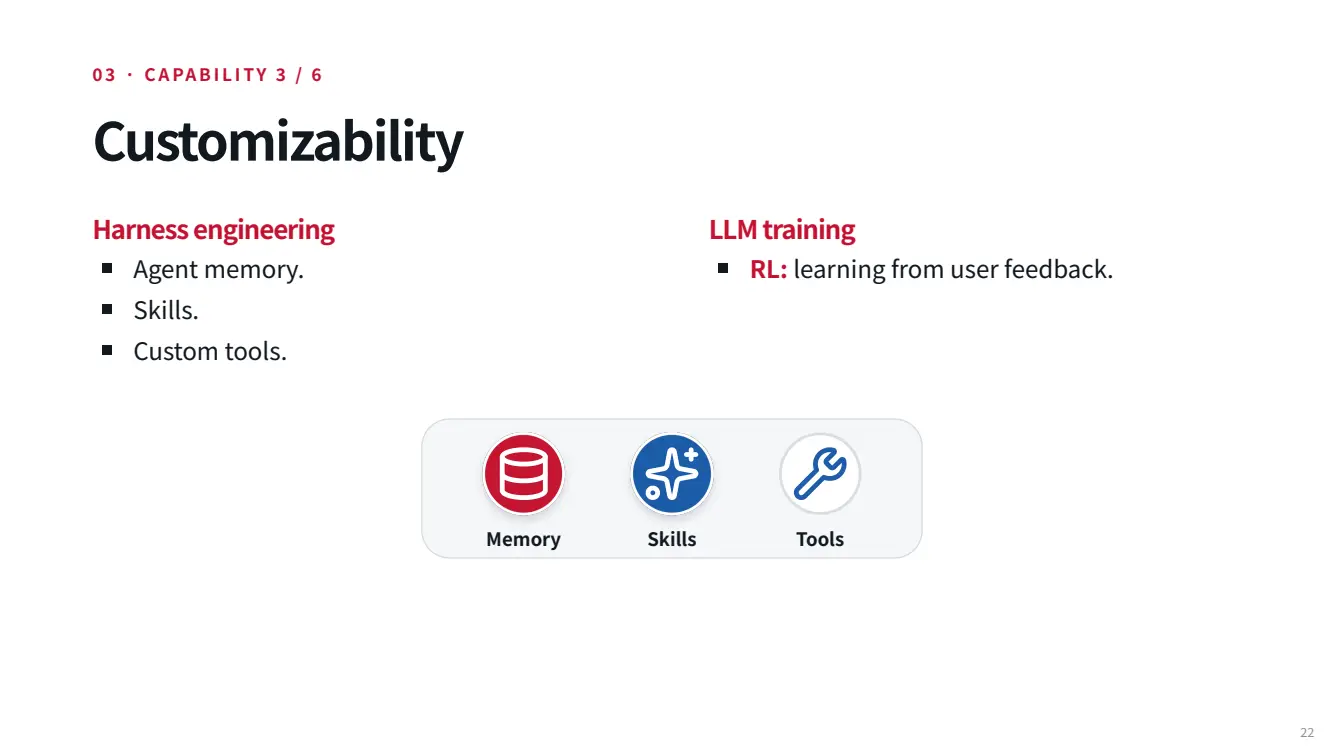 03 · CAPABILITY 3 / 6
Customizability
Harness engineering
▪ Agent memory.
▪ Skills.
▪ Custom tools.
LLM training
▪ RL: learning from user feedback.
Memory
Skills
Tools
22